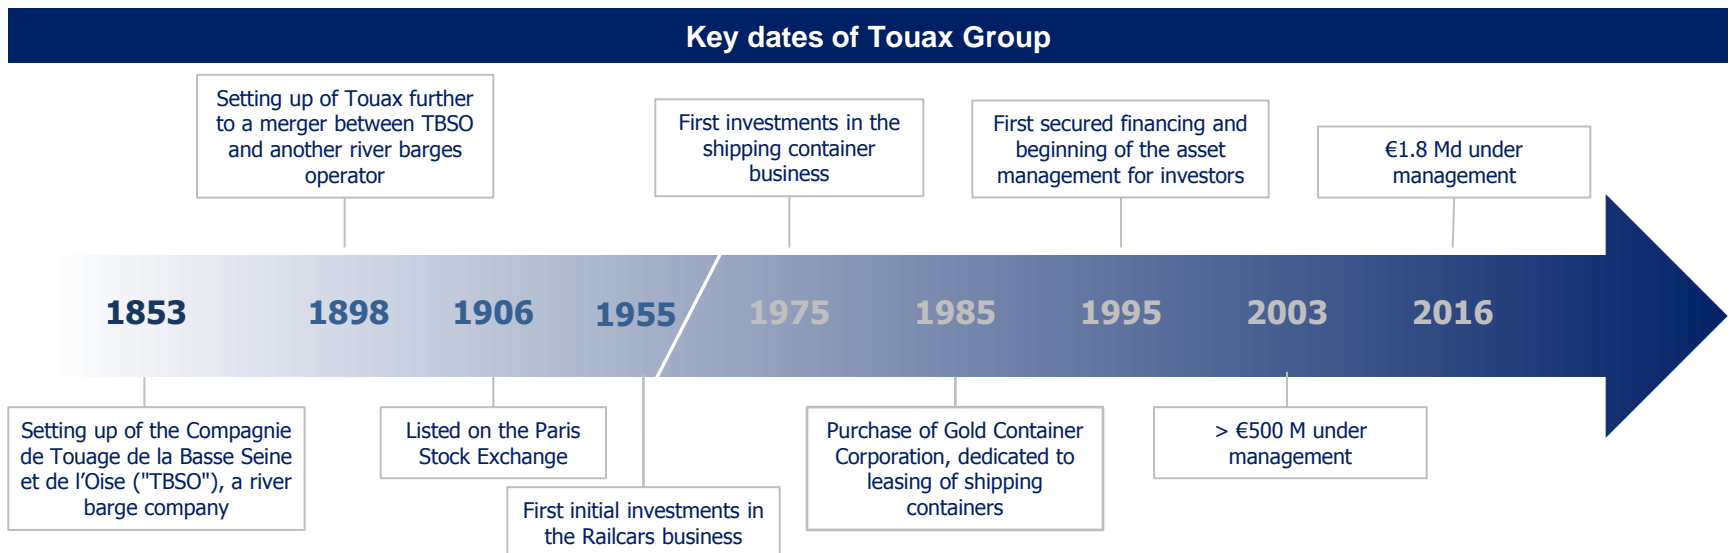 Key dates of Touax Group
Setting up of Touax further
to a merger between TBSO
and another river barges
operator
First investments in the
shipping container
business
First secured financing and
beginning of the asset
management for investors
€1.8 Md under
management
1853
1898
1906
1955
1975
1985
1995
2003
2016
Setting up of the Compagnie
de Touage de la Basse Seine
et de l’Oise ("TBSO"), a river
barge company
Listed on the Paris
Stock Exchange
First initial investments in
the Railcars business
Purchase of Gold Container
Corporation, dedicated to
leasing of shipping
containers
> €500 M under
management